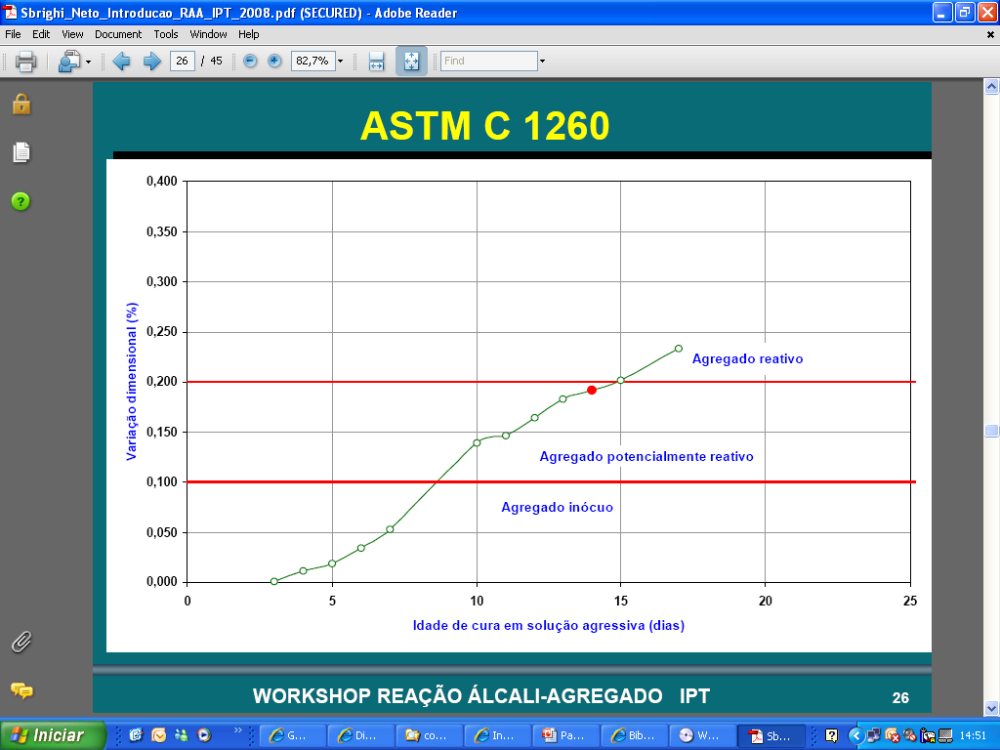 Sbrighi_Neto_Introducao_RAA_IPT_2008.pdf (SECURED) - Adobe Reader
File Edit View Document Tools Window Help
26 / 45 82,7% Find
ASTM C 1260
0,400
0,350
0,300
0,250
0,200
0,150
0,100
0,050
0,000
Variação dimensional (%)
Agregado reativo
Agregado potencialmente reativo
Agregado inócuo
0 5 10 15 20 25
Idade de cura em solução agressiva (dias)
WORKSHOP REAÇÃO ÁLCALI-AGREGADO IPT
26
Iniciar G... Di... co... In... Pa... Bib... W... Sb... 14:51